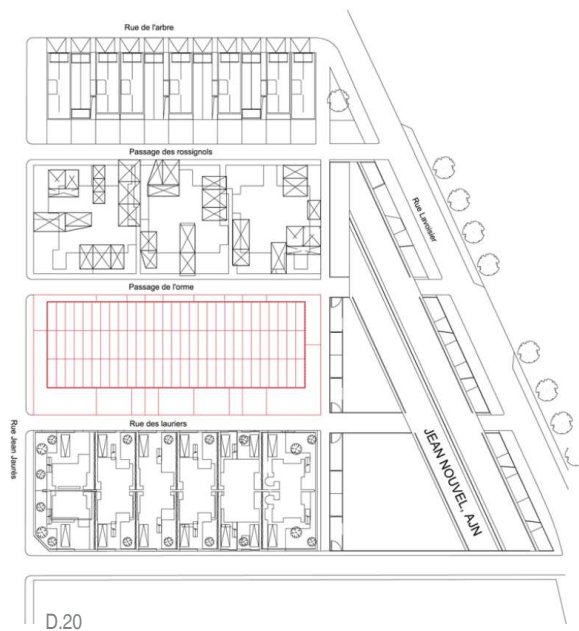 Rue de l'arbre
Passage des rossignols
Rue Lavoisier
Passage de l'orme
Rue des lauriers
Rue Jean Jaurés
JEAN NOUVEL, AJN
D.20